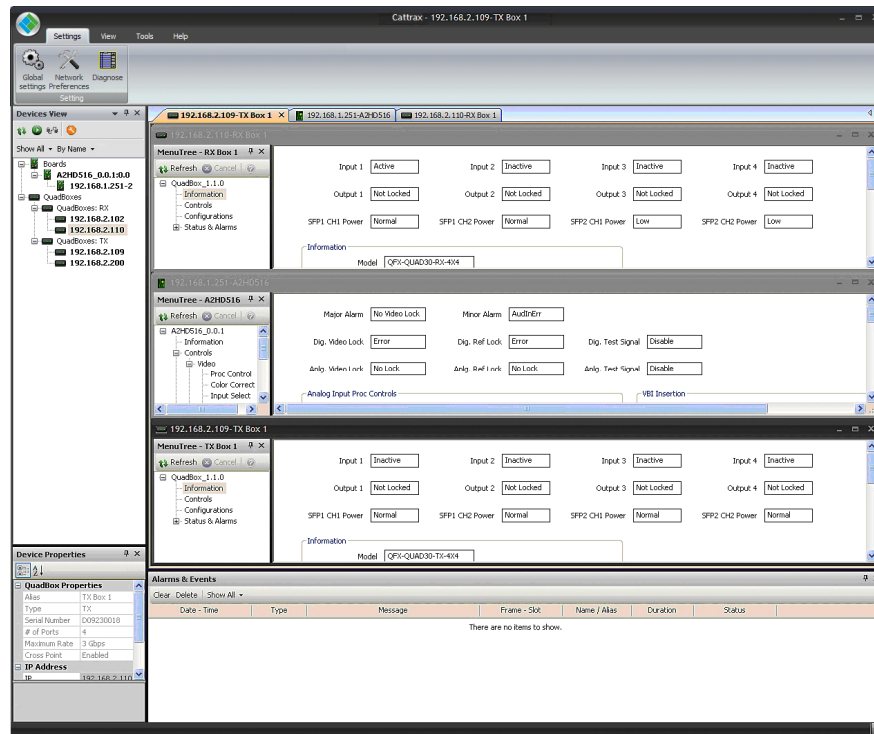 Cattrax - 192.168.2.109-TX Box 1
Settings View Tools Help
Global settings Network Preferences Diagnose
Setting
Devices View
Show All By Name
Boards
A2HD516_0.0.1:0.0
192.168.1.251-2
QuadBoxes
QuadBoxes: RX
192.168.2.102
192.168.2.110
QuadBoxes: TX
192.168.2.109
192.168.2.200
192.168.2.109-TX Box 1 192.168.1.251-A2HD516 192.168.2.110-RX Box 1
192.168.2.110-RX Box 1
MenuTree - RX Box 1
Refresh Cancel
QuadBox_1.1.0
Information
Controls
Configurations
Status & Alarms
Input 1 Active Input 2 Inactive Input 3 Inactive Input 4 Inactive
Output 1 Not Locked Output 2 Not Locked Output 3 Not Locked Output 4 Not Locked
SFP1 CH1 Power Normal SFP1 CH2 Power Normal SFP2 CH1 Power Low SFP2 CH2 Power Low
Information
Model QFX-QUAD30-RX-4X4
192.168.1.251-A2HD516
MenuTree - A2HD516
Refresh Cancel
A2HD516_0.0.1
Information
Controls
Video
Proc Control
Color Correct
Input Select
Major Alarm No Video Lock Minor Alarm AudInErr
Dig. Video Lock Error Dig. Ref Lock Error Dig. Test Signal Disable
Anlg. Video Lock No Lock Anlg. Ref Lock No Lock Anlg. Test Signal Disable
Analog Input Proc Controls VBI Insertion
192.168.2.109-TX Box 1
MenuTree - TX Box 1
Refresh Cancel
QuadBox_1.1.0
Information
Controls
Configurations
Status & Alarms
Input 1 Inactive Input 2 Inactive Input 3 Inactive Input 4 Inactive
Output 1 Not Locked Output 2 Not Locked Output 3 Not Locked Output 4 Not Locked
SFP1 CH1 Power Normal SFP1 CH2 Power Normal SFP2 CH1 Power Normal SFP2 CH2 Power Normal
Information
Model QFX-QUAD30-TX-4X4
Device Properties
QuadBox Properties
Alias TX Box 1
Type TX
Serial Number D09230018
# of Ports 4
Maximum Rate 3 Gbps
Cross Point Enabled
IP Address
IP 192.168.2.110
Alarms & Events
Clear Delete Show All
Date - Time Type Message Frame - Slot Name / Alias Duration Status
There are no items to show.